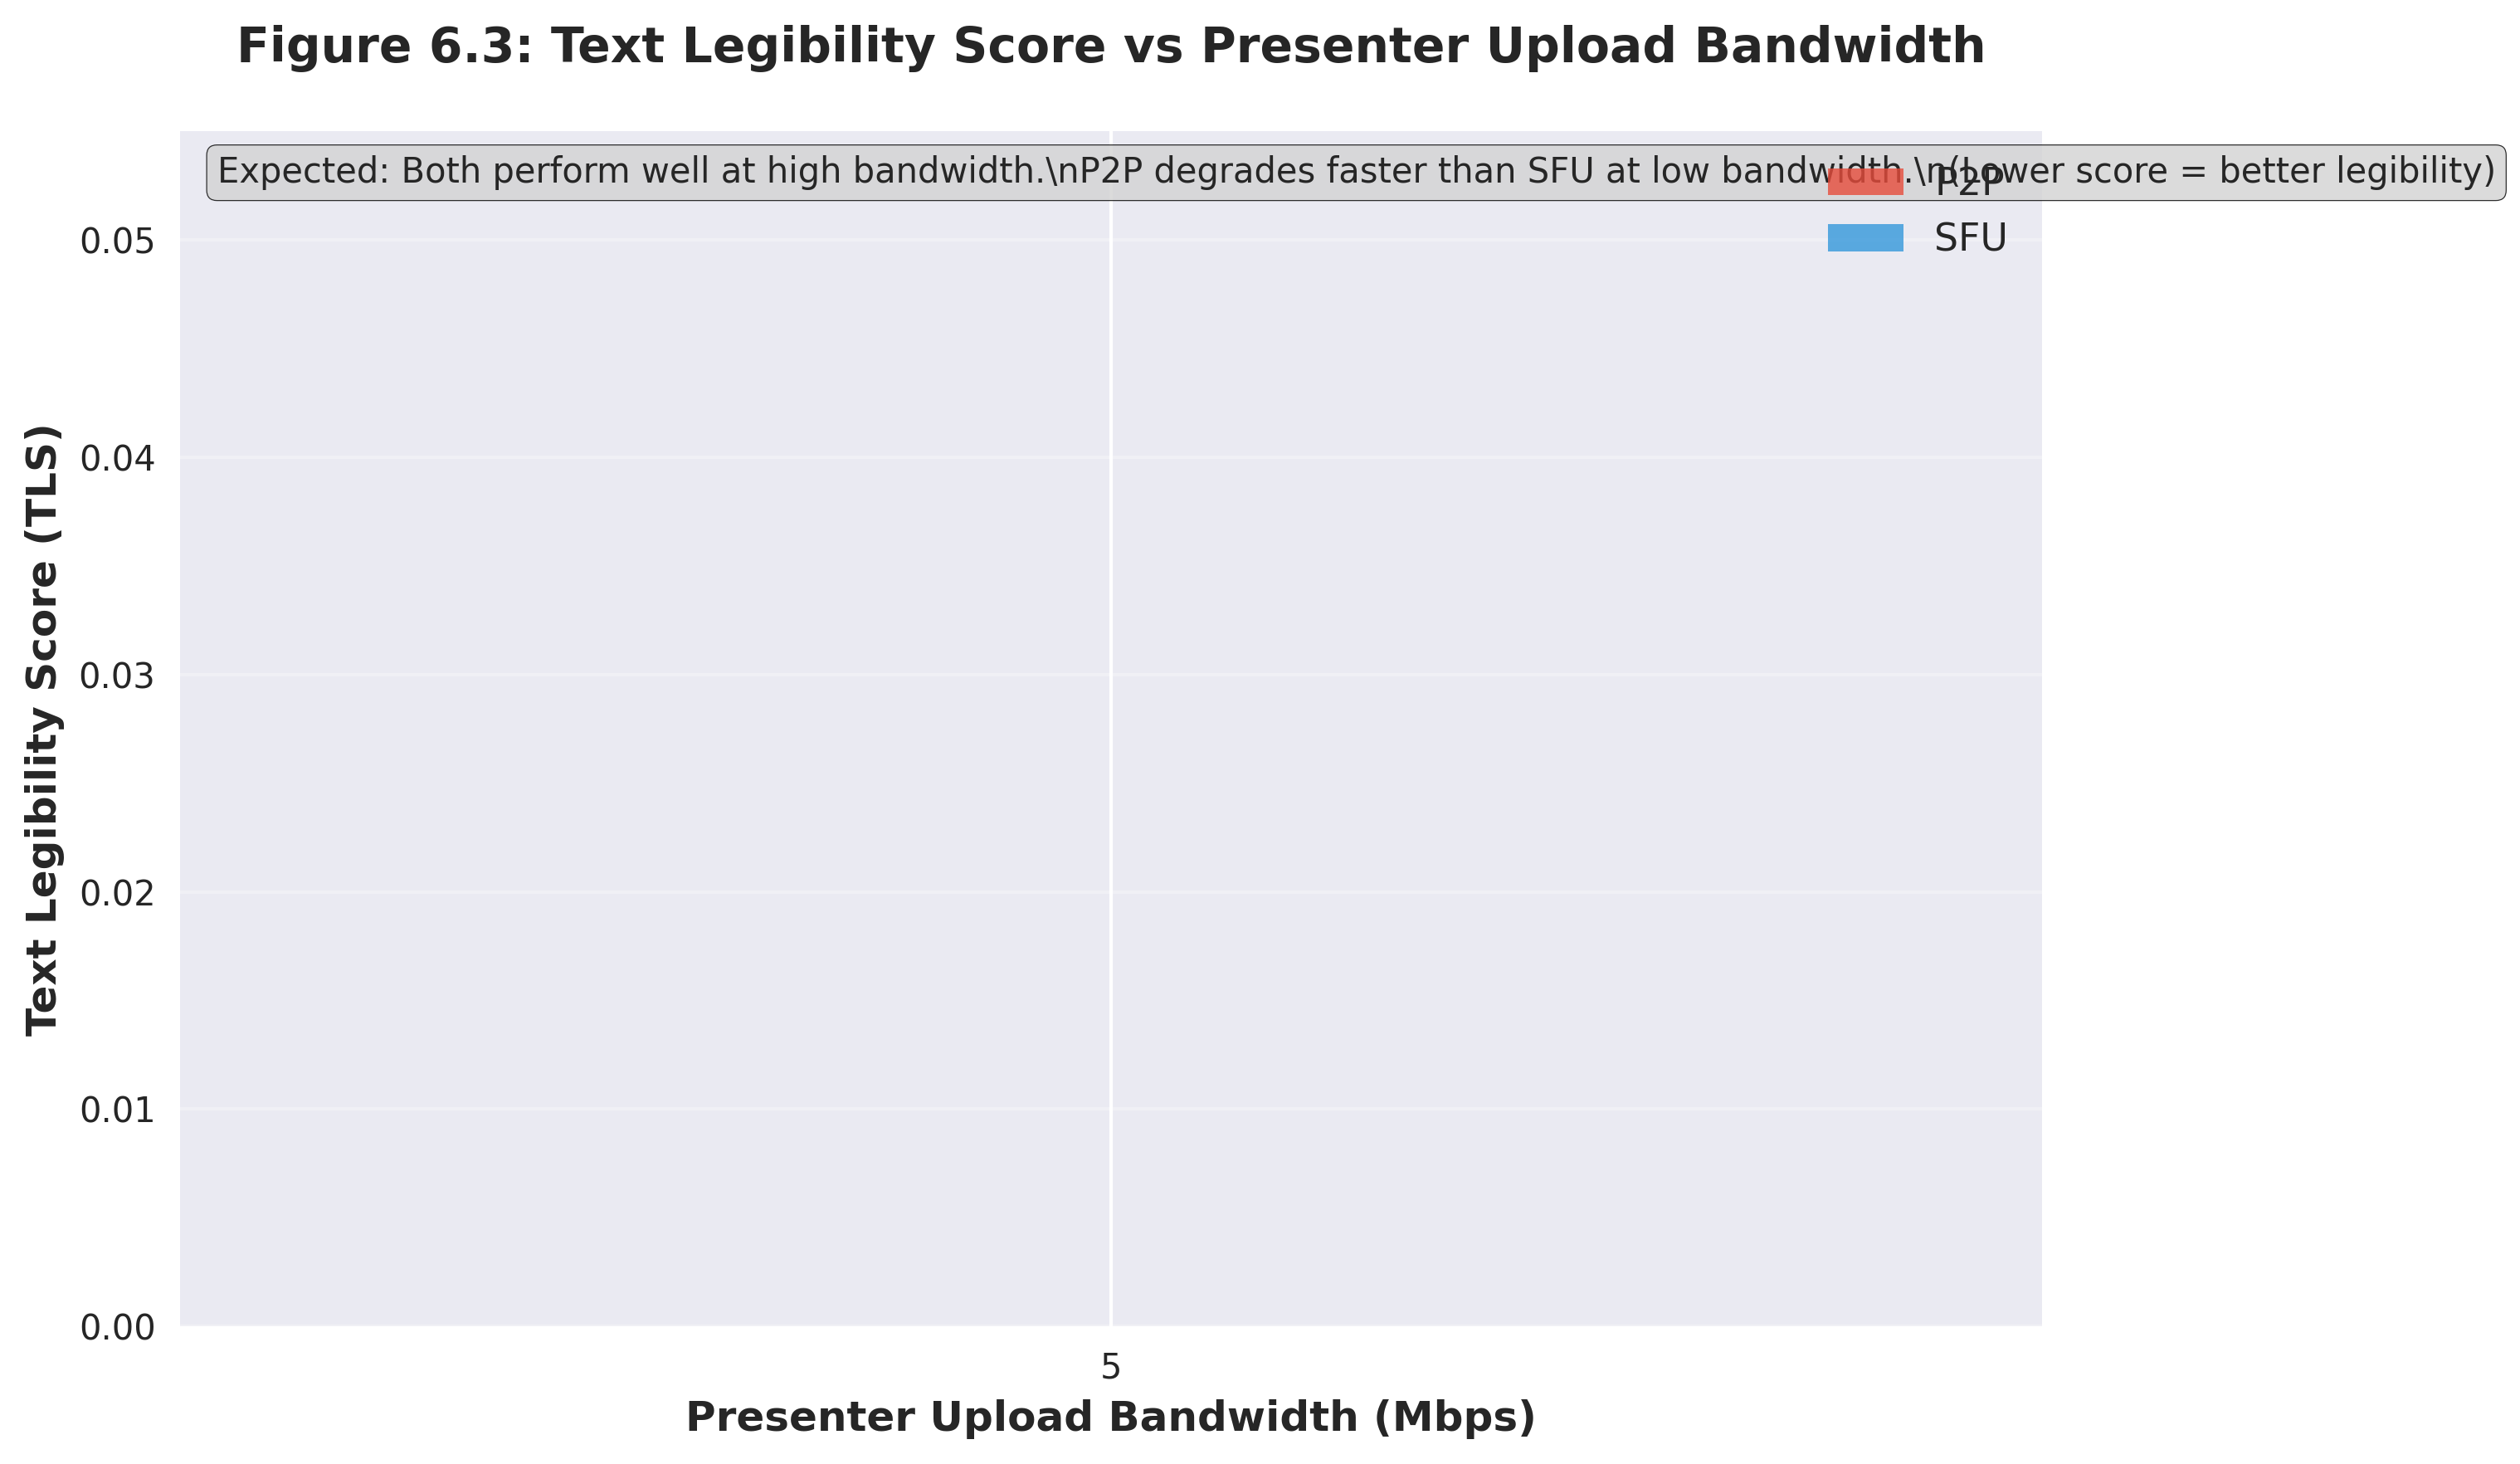 Figure 6.3: Text Legibility Score vs Presenter Upload Bandwidth
Expected: Both perform well at high bandwidth.\nP2P degrades faster than SFU at low bandwidth.\n(Lower score = better legibility)
P2P
SFU
Text Legibility Score (TLS)
0.05
0.04
0.03
0.02
0.01
0.00
5
Presenter Upload Bandwidth (Mbps)